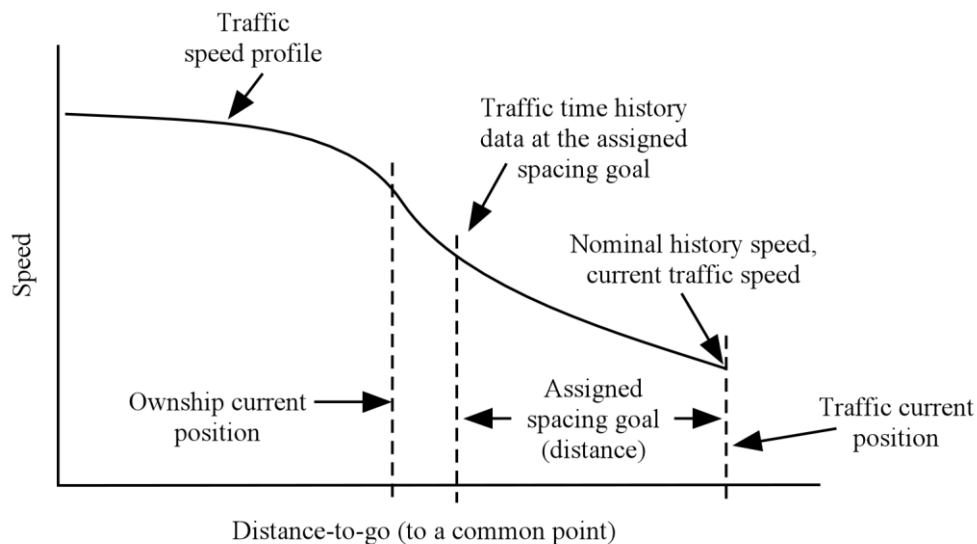 Traffic
speed profile
Traffic time history
data at the assigned
spacing goal
Nominal history speed,
current traffic speed
Speed
Ownship current
position
Assigned
spacing goal
(distance)
Traffic current
position
Distance-to-go (to a common point)